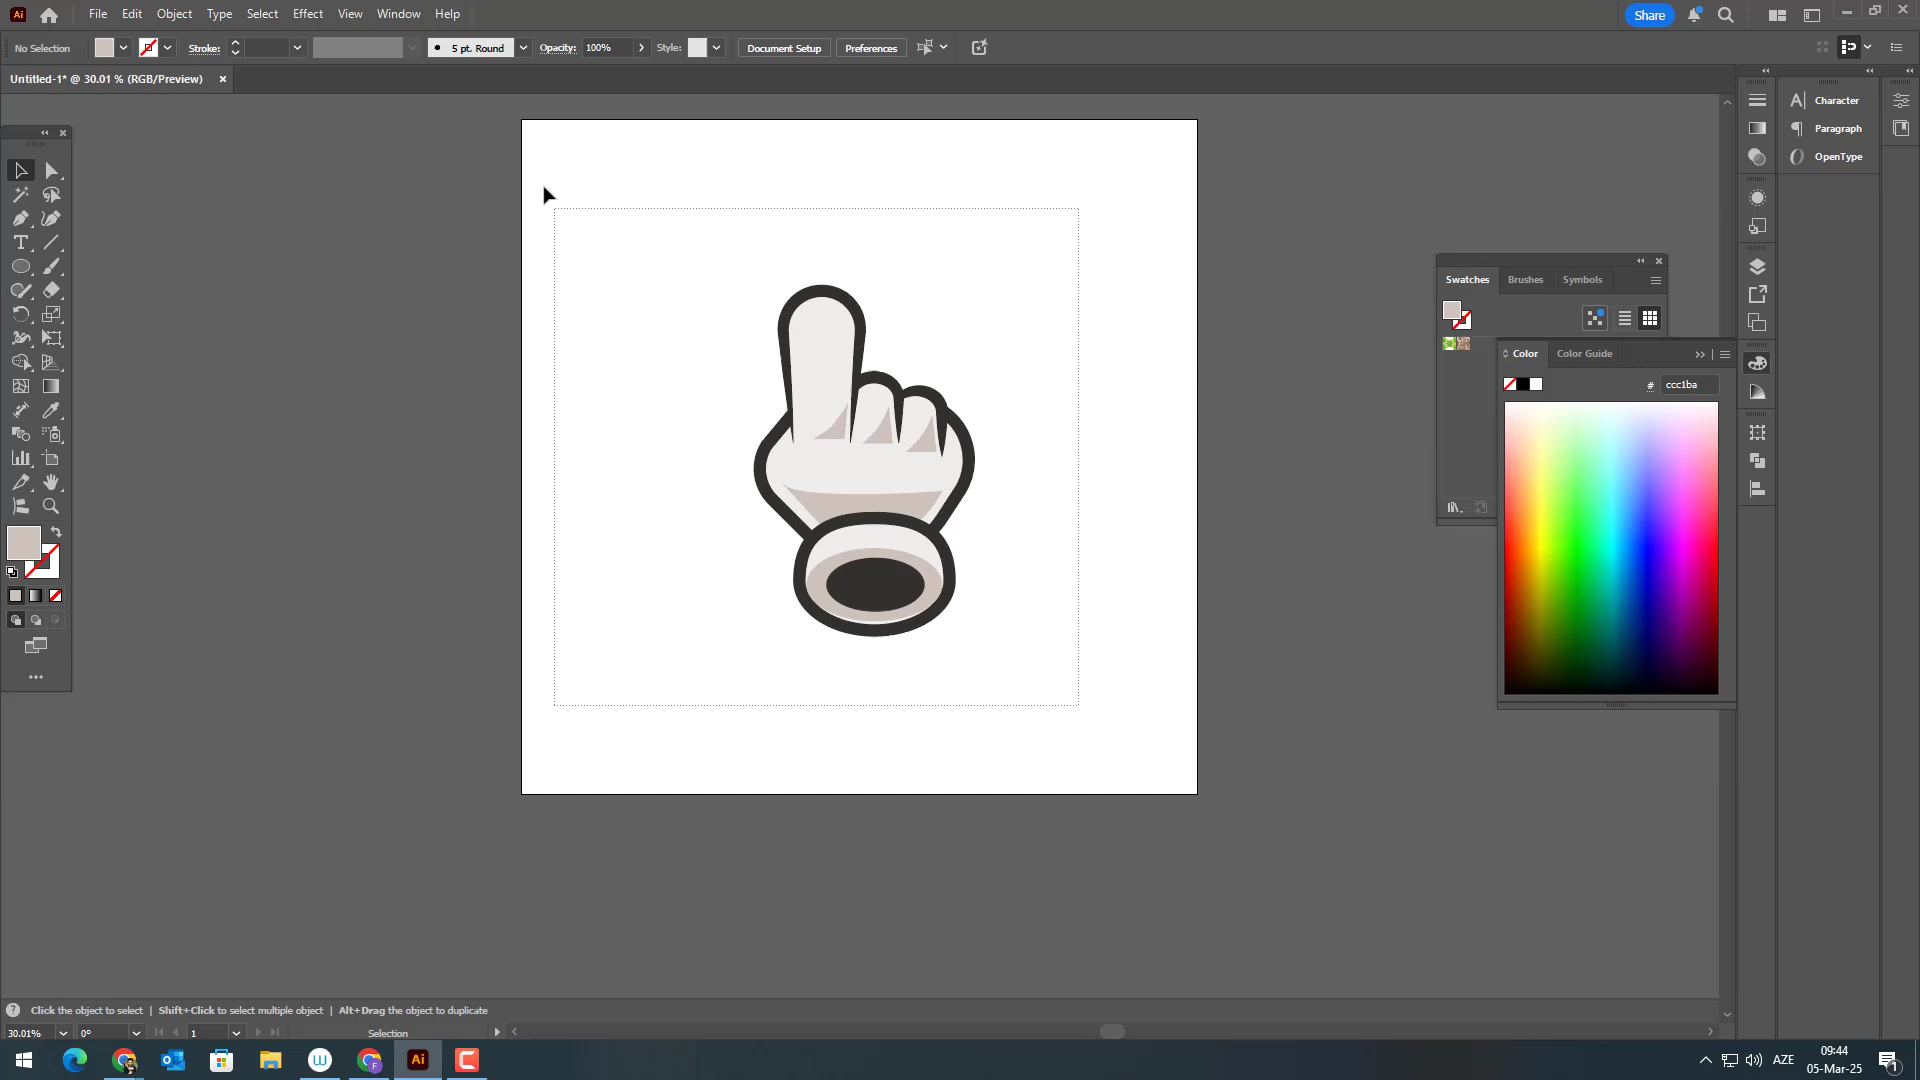 Ai File Edit Object Type Select Effect View Window Help Share
No Selection Stroke: 5 pt. Round Opacity: 100% Style: Document Setup Preferences
Untitled-1* @ 30.01 % (RGB/Preview) ×
Character
Paragraph
OpenType
Swatches Brushes Symbols
Color Color Guide
# ccc1ba
Click the object to select | Shift+Click to select multiple object | Alt+Drag the object to duplicate
30.01% 0° 1 Selection
Ai AZE 09:44
05-Mar-25
1